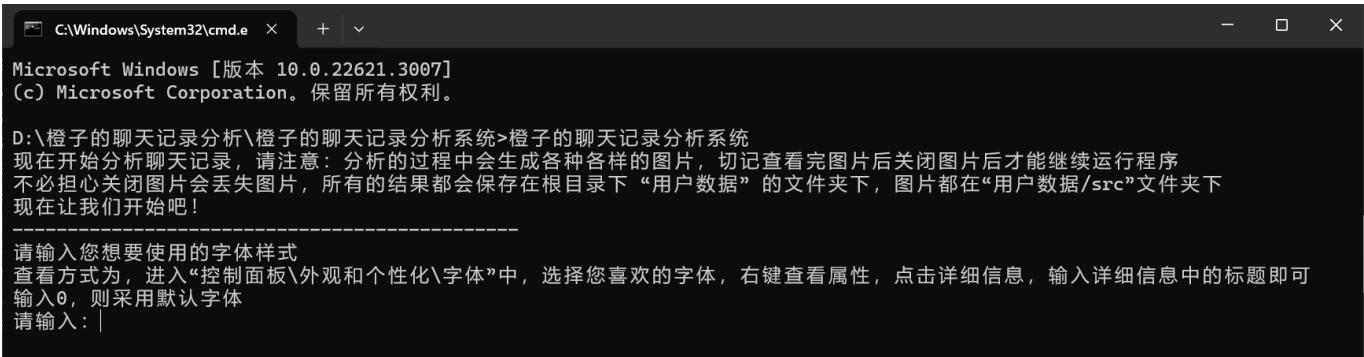 C:\Windows\System32\cmd.e
Microsoft Windows [版本 10.0.22621.3007]
(c) Microsoft Corporation。保留所有权利。
D:\橙子的聊天记录分析\橙子的聊天记录分析系统>橙子的聊天记录分析系统
现在开始分析聊天记录，请注意：分析的过程中会生成各种各样的图片，切记查看完图片后关闭图片后才能继续运行程序
不必担心关闭图片会丢失图片，所有的结果都会保存在根目录下 “用户数据” 的文件夹下，图片都在“用户数据/src”文件夹下
现在让我们开始吧！
----------------------------------------------
请输入您想要使用的字体样式
查看方式为，进入“控制面板\外观和个性化\字体”中，选择您喜欢的字体，右键查看属性，点击详细信息，输入详细信息中的标题即可
输入0，则采用默认字体
请输入：